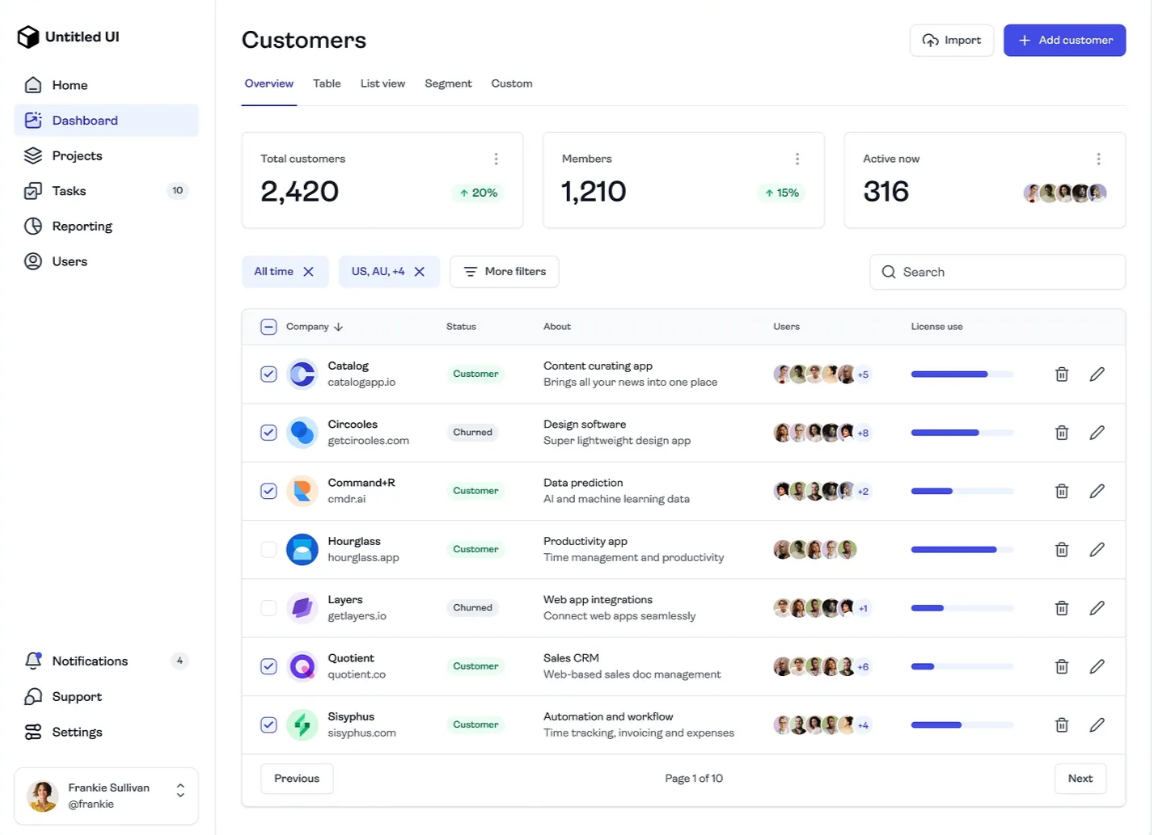 Untitled UI
Home
Dashboard
Projects
Tasks 10
Reporting
Users
Notifications 4
Support
Settings
Frankie Sullivan
@frankie
Customers
Import
Add customer
Overview Table List view Segment Custom
Total customers
2,420
20%
Members
1,210
15%
Active now
316
All time
US, AU, +4
More filters
Search
Company Status About Users License use
Catalog
catalogapp.io
Customer
Content curating app
Brings all your news into one place
+5
Circooles
getcirooles.com
Churned
Design software
Super lightweight design app
+8
Command+R
cmdr.ai
Customer
Data prediction
AI and machine learning data
+2
Hourglass
hourglass.app
Customer
Productivity app
Time management and productivity
Layers
getlayers.io
Churned
Web app integrations
Connect web apps seamlessly
+1
Quotient
quotient.co
Customer
Sales CRM
Web-based sales doc management
+6
Sisyphus
sisyphus.com
Customer
Automation and workflow
Time tracking, invoicing and expenses
+4
Previous
Page 1 of 10
Next